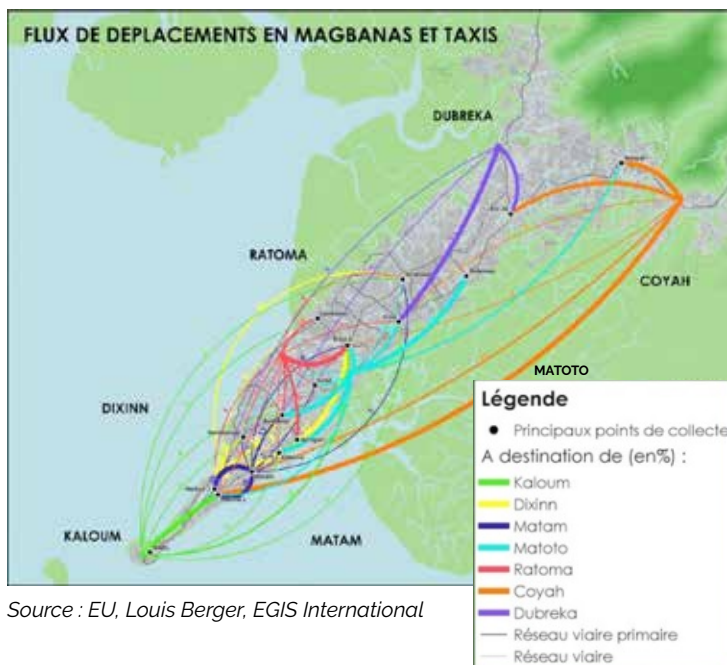 FLUX DE DEPLACEMENTS EN MAGBANAS ET TAXIS
DUBREKA
RATOMA
COYAH
MATOTO
DIXINN
KALOUM
MATAM
Légende
Principaux points de collecte
A destination de (en%) :
Kaloum
Dixinn
Matam
Matoto
Ratoma
Coyah
Dubreka
Réseau viaire primaire
Réseau viaire
Source : EU, Louis Berger, EGIS International